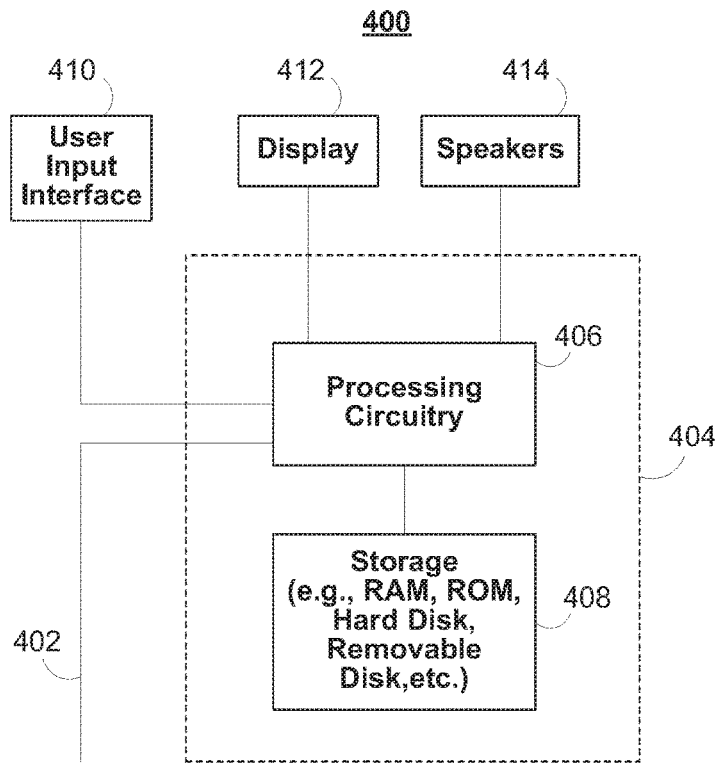 400
410
412
414
User
Input
Interface
Display
Speakers
406
Processing
Circuitry
404
Storage
(e.g., RAM, ROM,
Hard Disk,
Removable
Disk,etc.)
408
402